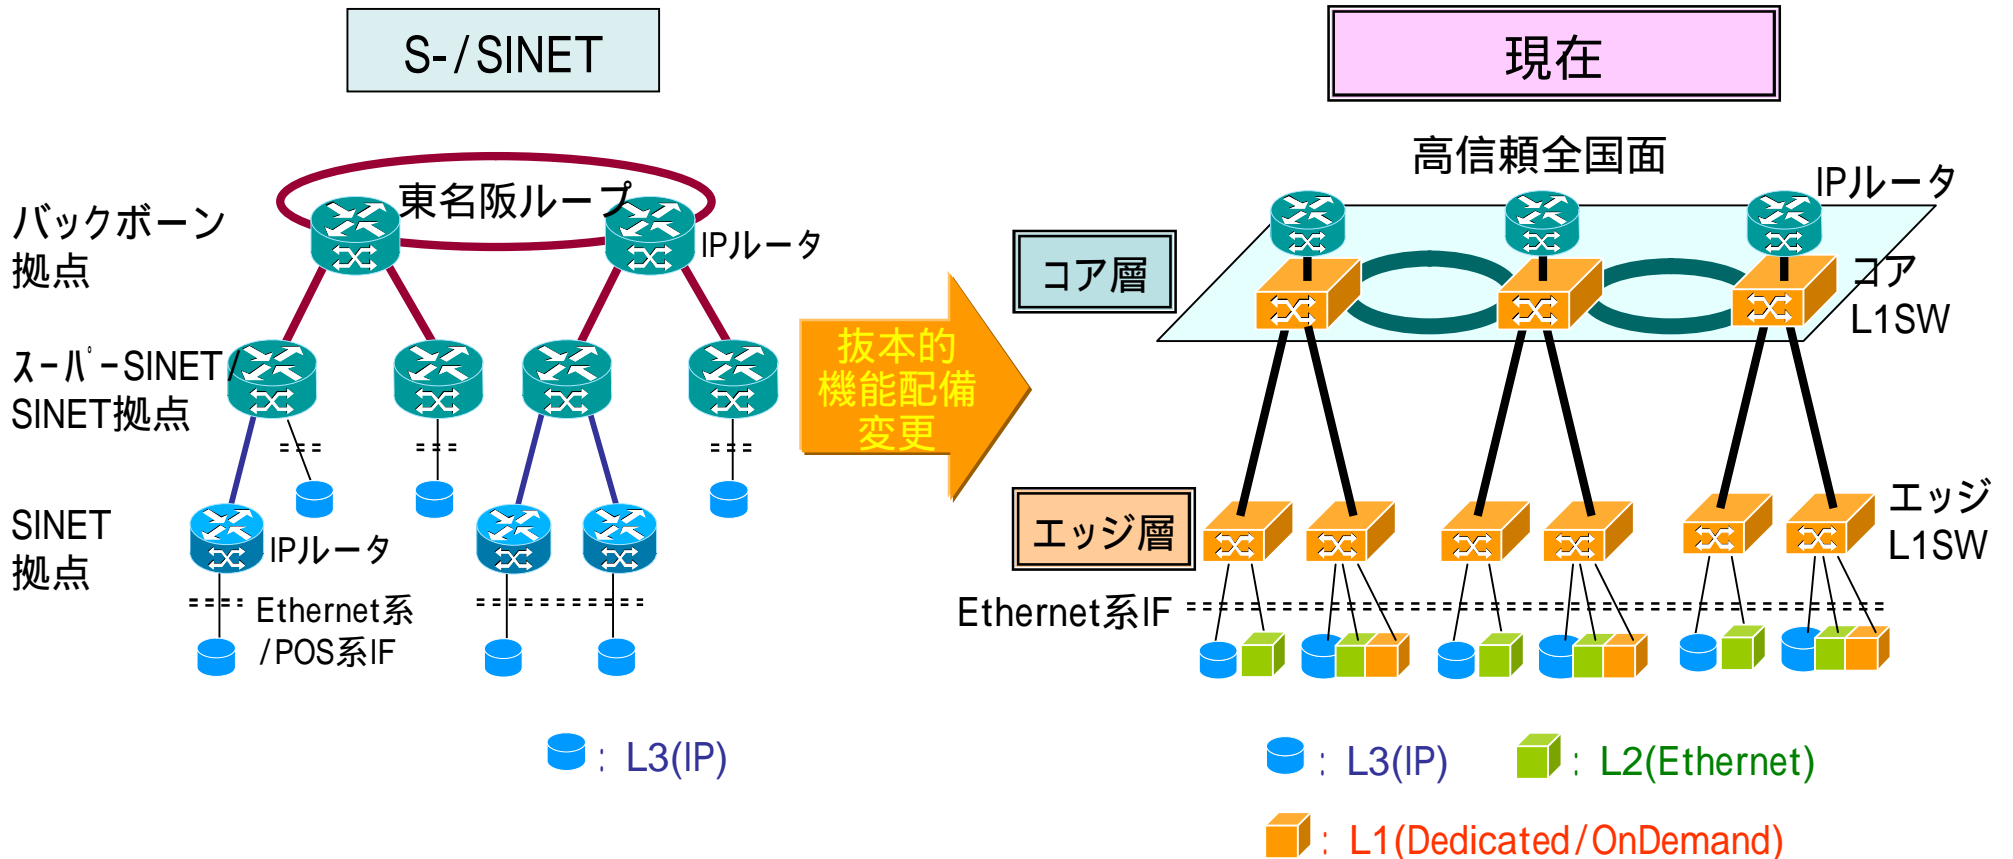 S-/SINET
現在
東名阪ループ
バックボーン
拠点
IPルータ
スーパーSINET/
SINET拠点
SINET
拠点
IPルータ
Ethernet系
/POS系IF
: L3(IP)
抜本的
機能配備
変更
高信頼全国面
IPルータ
コア層
コア
L1SW
エッジ層
エッジ
L1SW
Ethernet系IF
: L3(IP)
: L2(Ethernet)
: L1(Dedicated/OnDemand)